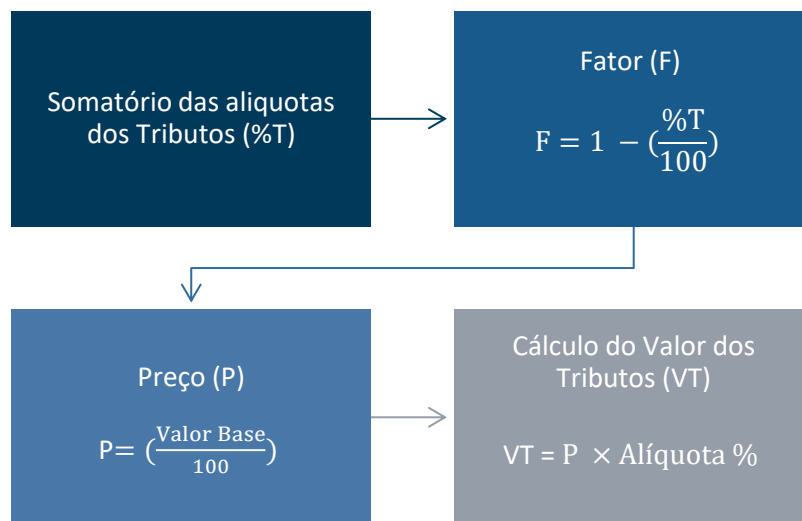 Somatório das aliquotas
dos Tributos (%T)
Fator (F)
F = 1 − (%T/100)
Preço (P)
P= (Valor Base/100)
Cálculo do Valor dos
Tributos (VT)
VT = P × Alíquota %